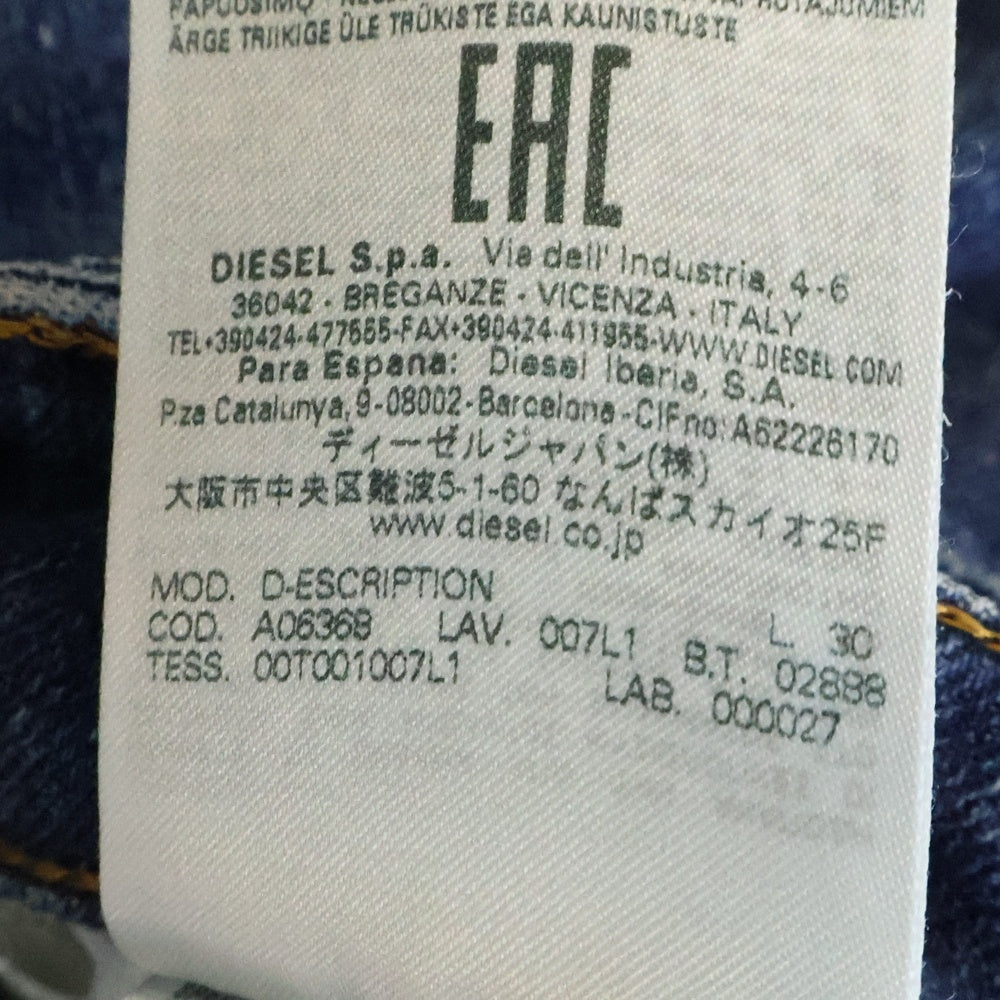 ÄRGE TRIIKIGE ÜLE TRÜKISTE EGA KAUNISTUSTE
EAC
DIESEL S.p.a. Via dell' Industria, 4-6
36042 - BREGANZE - VICENZA - ITALY
TEL+390424-477555-FAX+390424-411955-WWW.DIESEL.COM
Para Espana: Diesel Iberia, S.A.
P.za Catalunya,9-08002-Barcelona-CIFno:A62226170
ディーゼルジャパン(株)
大阪市中央区難波5-1-60 なんばスカイオ25F
www.diesel.co.jp
MOD. D-ESCRIPTION L. 30
COD. A06368 LAV. 007L1 B.T. 02888
TESS. 00T001007L1 LAB. 000027